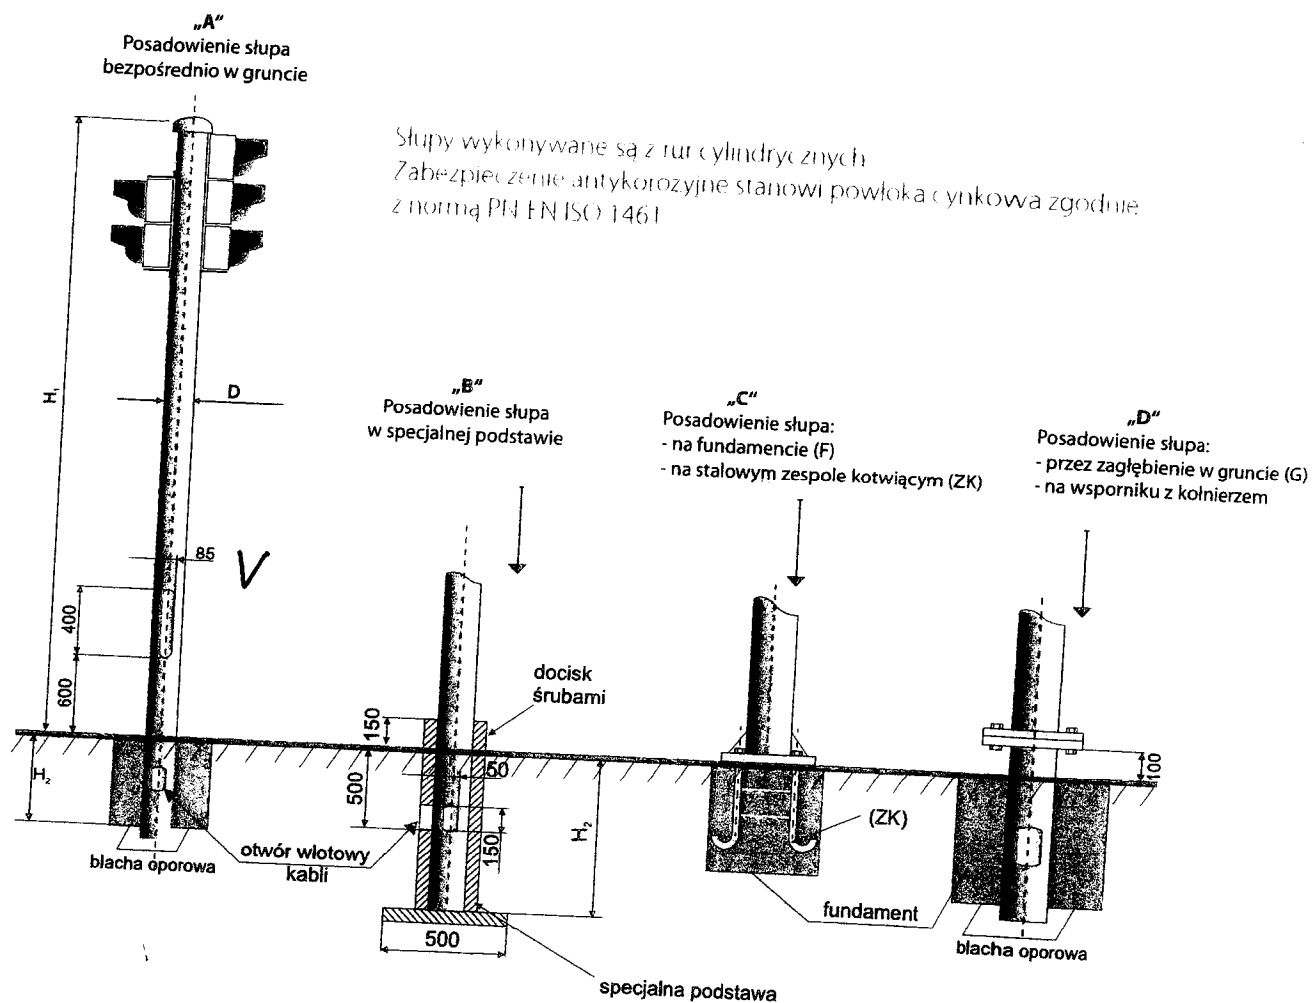 „A“
Posadowienie słupa
bezpośrednio w gruncie
Słupy wykonywane są z rur cylindrycznych
Zabezpieczenie antykorozyjne stanowi powłoka cynkowa zgodnie
z normą PN EN ISO 1461
H₁
D
85
V
400
600
H₂
blacha oporowa
otwór wlotowy
kabli
„B“
Posadowienie słupa
w specjalnej podstawie
docisk
śrubami
150
500
50
150
H₂
500
specjalna podstawa
„C“
Posadowienie słupa:
- na fundamencie (F)
- na stalowym zespole kotwiącym (ZK)
(ZK)
fundament
„D“
Posadowienie słupa:
- przez zagłębienie w gruncie (G)
- na wsporniku z kołnierzem
100
blacha oporowa